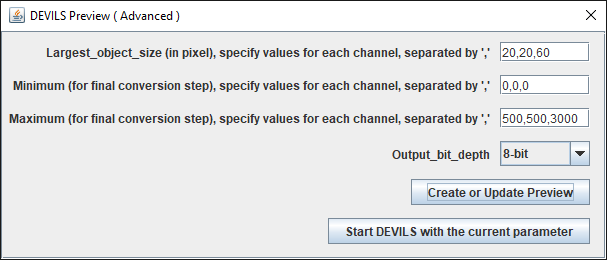 DEVILS Preview ( Advanced )
Largest_object_size (in pixel), specify values for each channel, separated by ',' 20,20,60
Minimum (for final conversion step), specify values for each channel, separated by ',' 0,0,0
Maximum (for final conversion step), specify values for each channel, separated by ',' 500,500,3000
Output_bit_depth 8-bit
Create or Update Preview
Start DEVILS with the current parameter